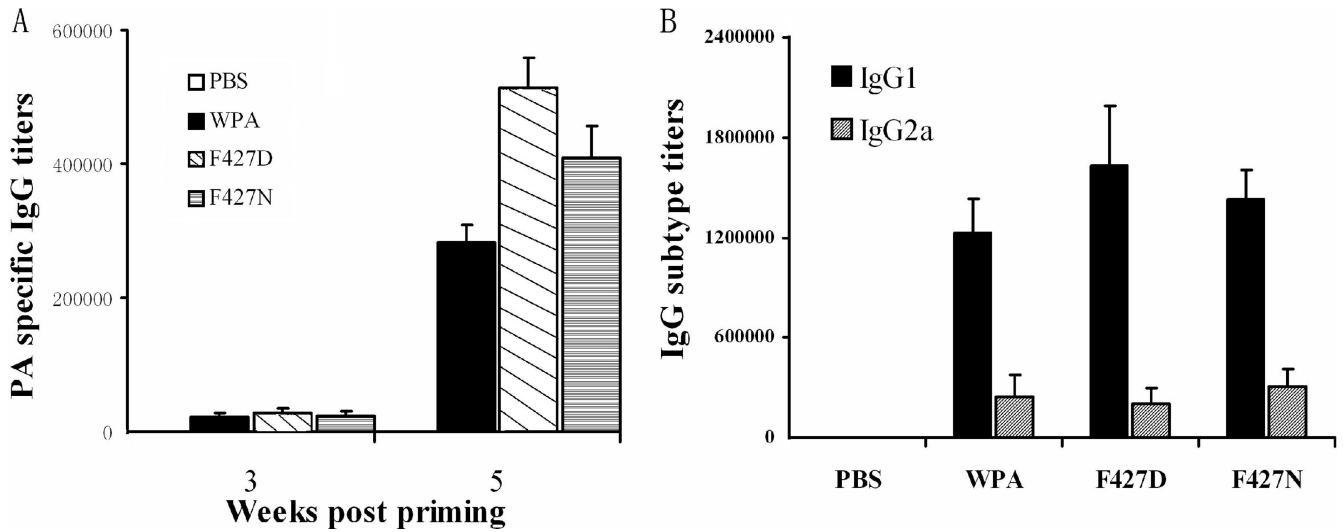 A
PA specific IgG titers
600000
400000
200000
0
PBS
WPA
F427D
F427N
3
5
Weeks post priming
B
IgG subtype titers
2400000
1800000
1200000
600000
0
IgG1
IgG2a
PBS
WPA
F427D
F427N